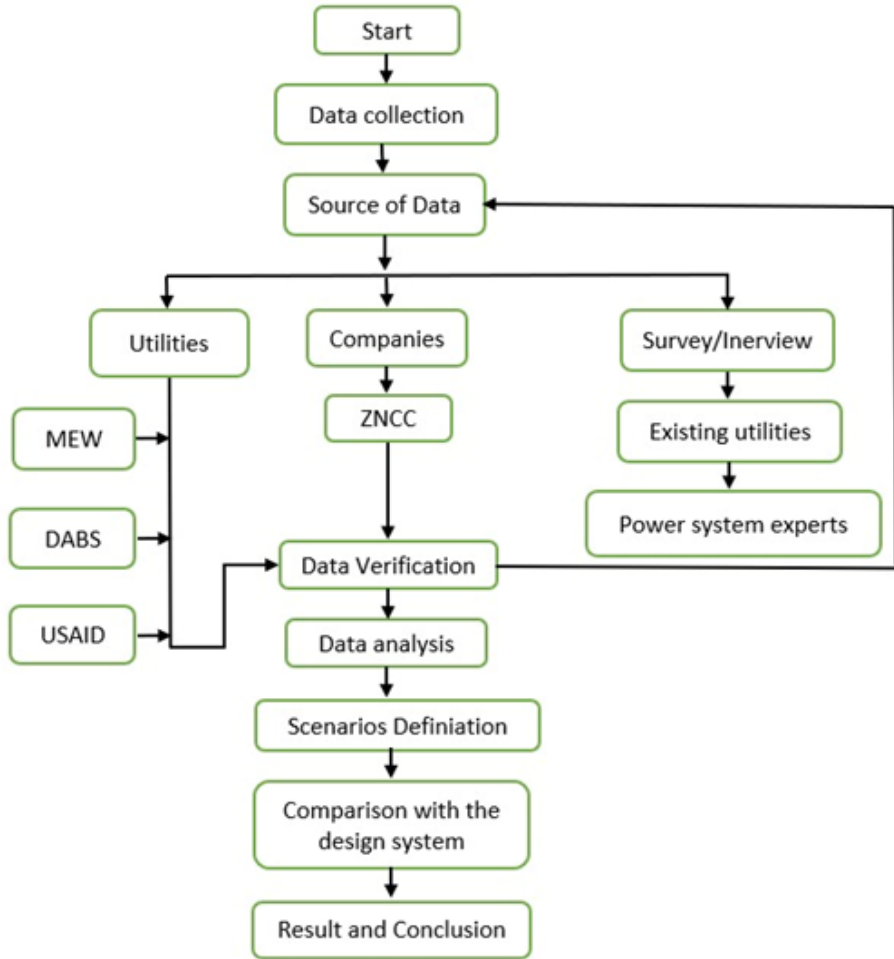 Start
Data collection
Source of Data
Utilities
Companies
Survey/Inerview
MEW
ZNCC
Existing utilities
DABS
Power system experts
Data Verification
USAID
Data analysis
Scenarios Definiation
Comparison with the
design system
Result and Conclusion